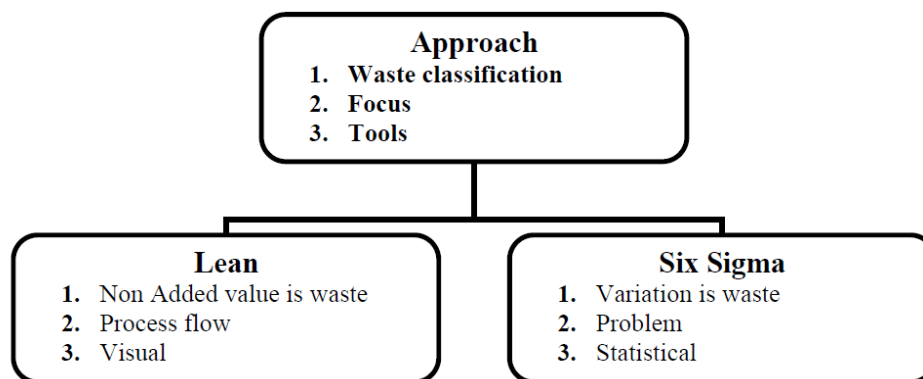 Approach
1. Waste classification
2. Focus
3. Tools
Lean
1. Non Added value is waste
2. Process flow
3. Visual
Six Sigma
1. Variation is waste
2. Problem
3. Statistical